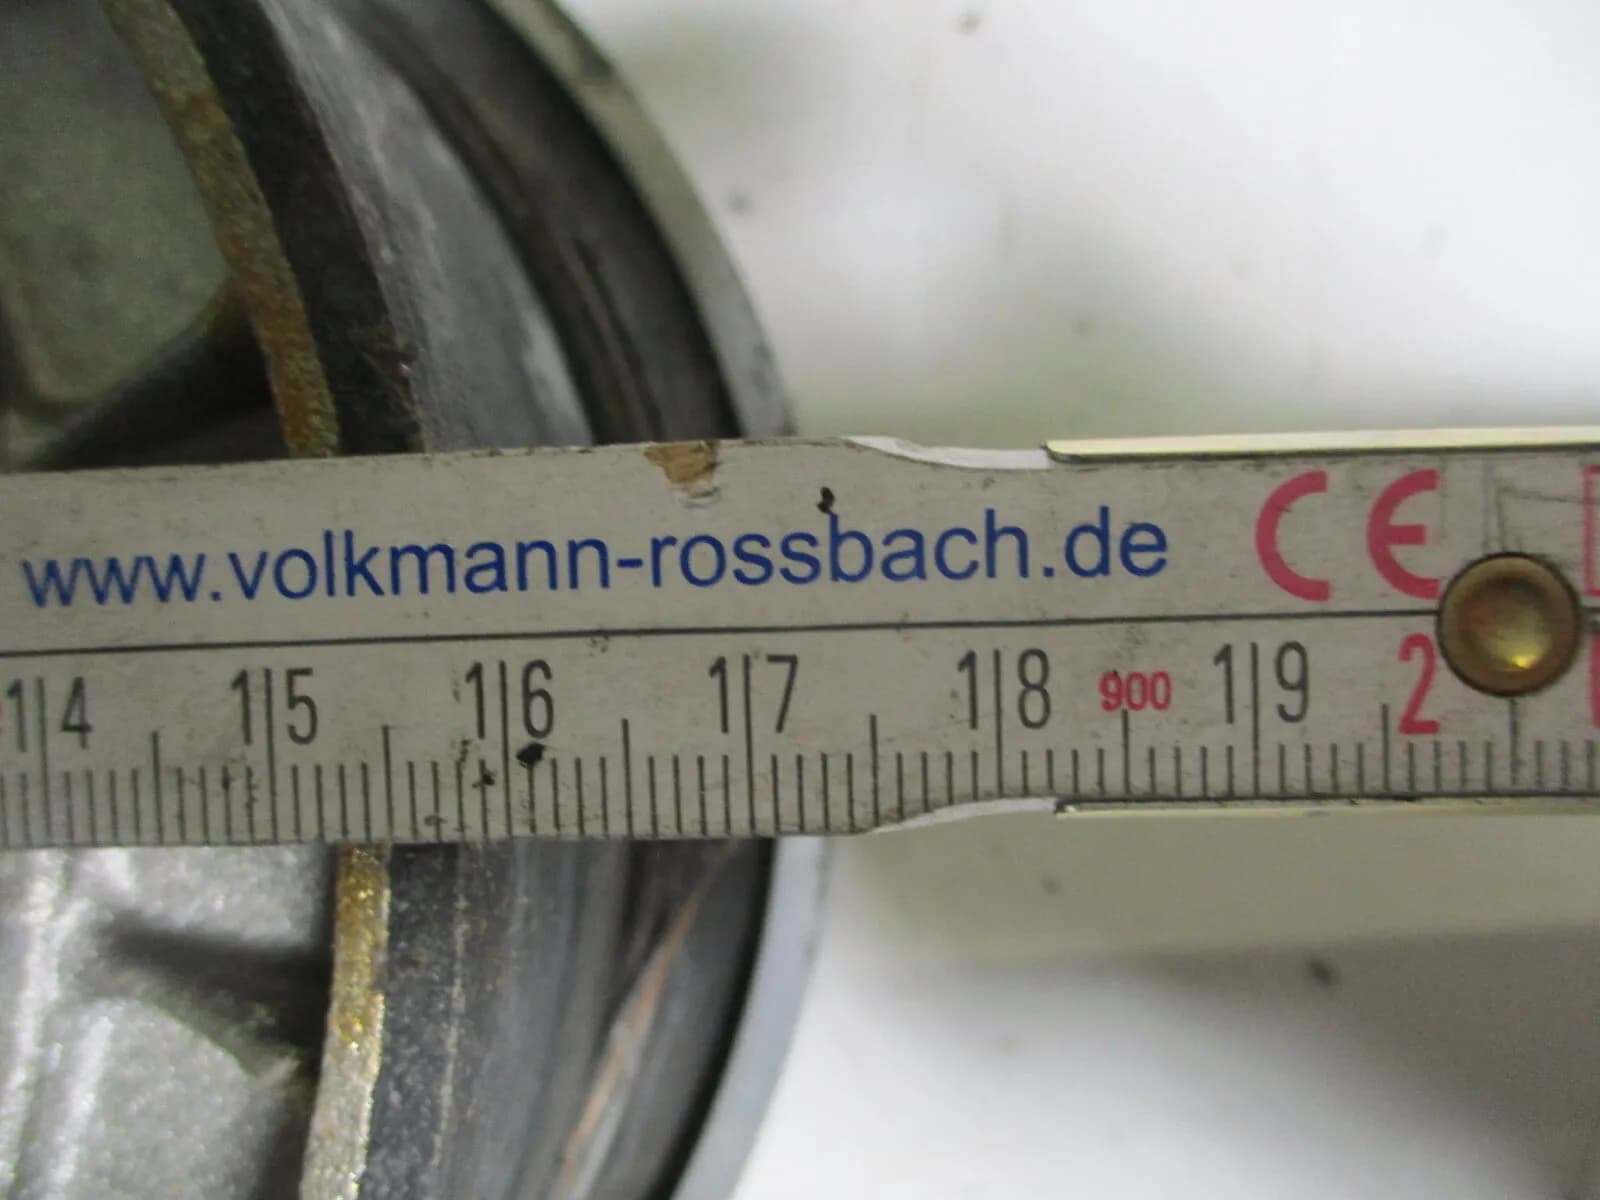 www.volkmann-rossbach.de CE
14 15 16 17 18 900 19 2